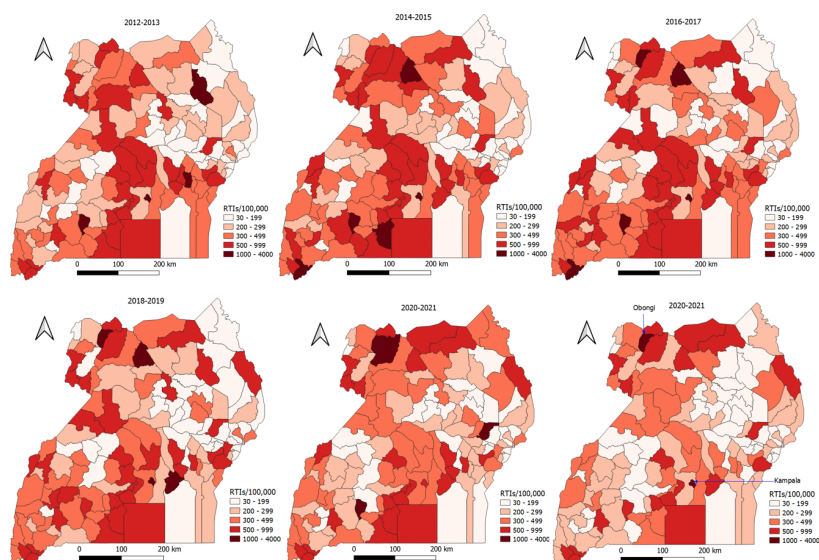 2012-2013
RTIs/100,000
30 - 199
200 - 299
300 - 499
500 - 999
1000 - 4000
0 100 200 km
2014-2015
RTIs/100,000
30 - 199
200 - 299
300 - 499
500 - 999
1000 - 4000
0 100 200 km
2016-2017
RTIs/100,000
30 - 199
200 - 299
300 - 499
500 - 999
1000 - 4000
0 100 200 km
2018-2019
RTIs/100,000
30 - 199
200 - 299
300 - 499
500 - 999
1000 - 4000
0 100 200 km
2020-2021
RTIs/100,000
30 - 199
200 - 299
300 - 499
500 - 999
1000 - 4000
0 100 200 km
Obongi
2020-2021
Kampala
RTIs/100,000
30 - 199
200 - 299
300 - 499
500 - 999
1000 - 4000
0 100 200 km